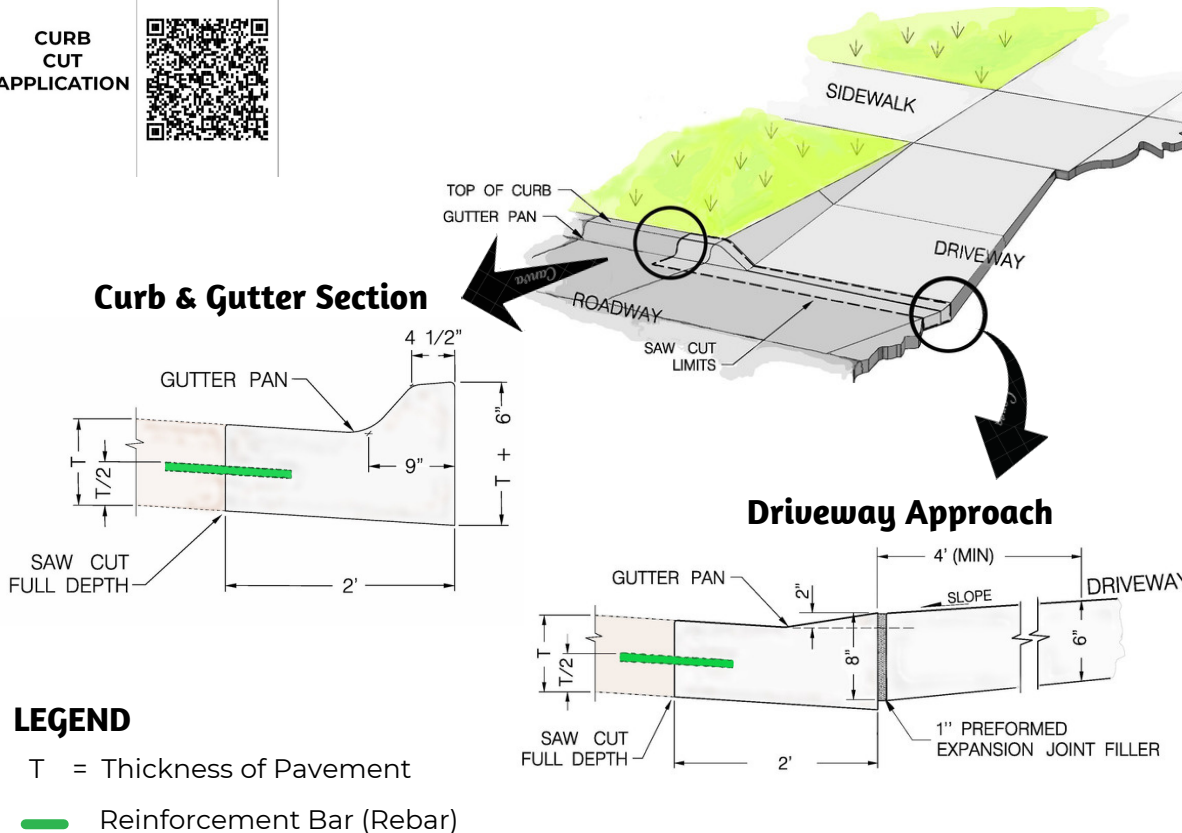 CURB
CUT
APPLICATION
SIDEWALK
TOP OF CURB
GUTTER PAN
DRIVEWAY
ROADWAY
SAW CUT
LIMITS
Canva
Curb & Gutter Section
4 1/2"
GUTTER PAN
T + 6"
9"
T
T/2
SAW CUT
FULL DEPTH
2'
Driveway Approach
4' (MIN)
GUTTER PAN
2"
SLOPE
DRIVEWAY
T
T/2
8"
6"
SAW CUT
FULL DEPTH
2'
1" PREFORMED
EXPANSION JOINT FILLER
LEGEND
T = Thickness of Pavement
Reinforcement Bar (Rebar)